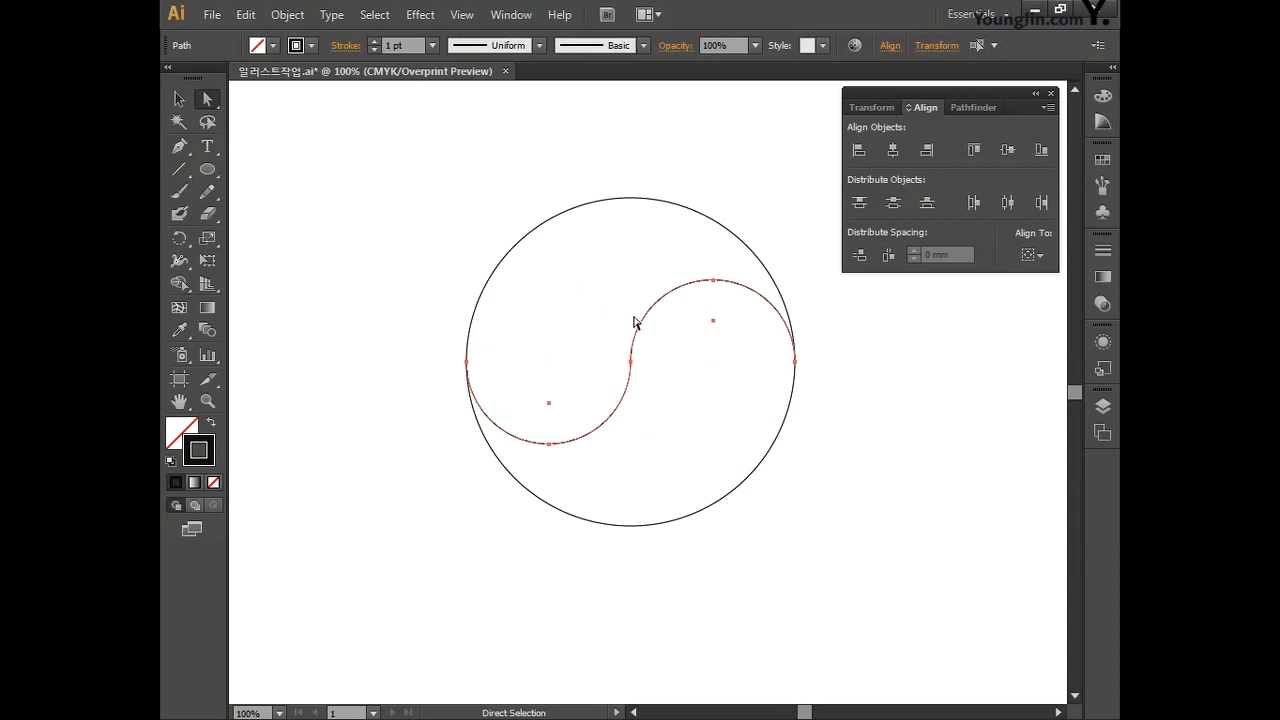 Ai File Edit Object Type Select Effect View Window Help Br Essentials
Youngjin.com Y.
Path Stroke: 1 pt Uniform Basic Opacity: 100% Style: Align Transform
일러스트작업.ai* @ 100% (CMYK/Overprint Preview) ×
Transform Align Pathfinder
Align Objects:
Distribute Objects:
Distribute Spacing: Align To:
0 mm
T
100% 1 Direct Selection